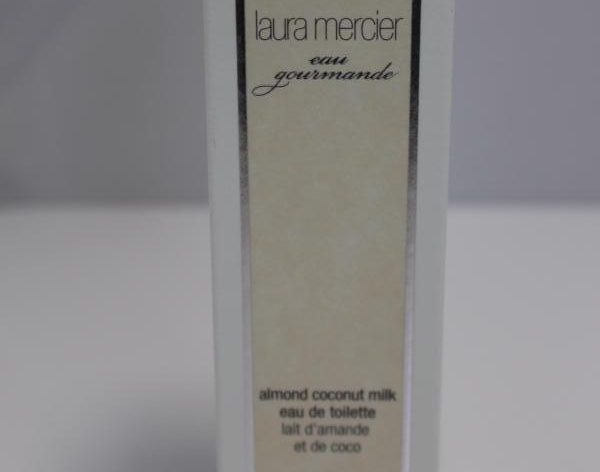 laura mercier
eau
gourmande
almond coconut milk
eau de toilette
lait d'amande
et de coco